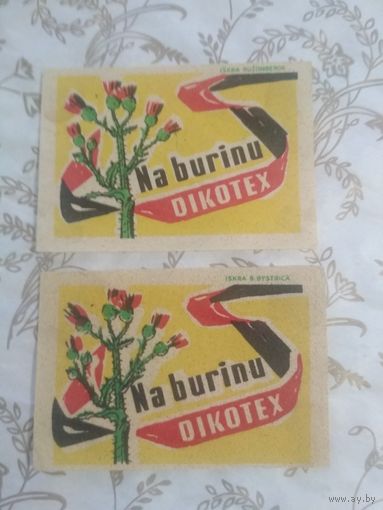 ISKRA RUŽOMBEROK
Na burinu
DIKOTEX
ISKRA B. BYSTRICA
Na burinu
DIKOTEX
www.ay.by